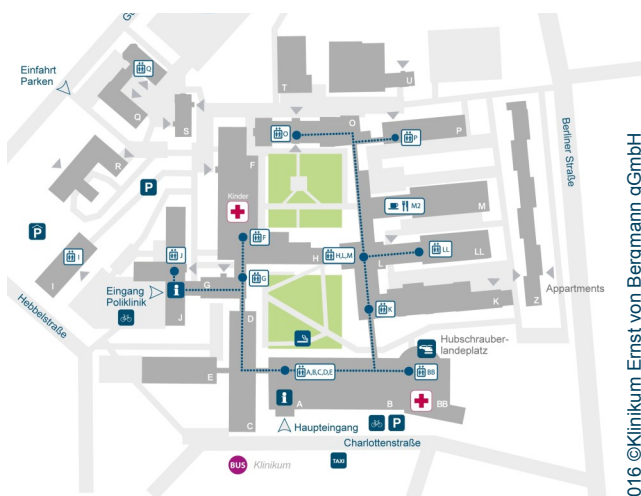 G
Einfahrt
Parken
Q
Q
S
T
U
O
O
P
P
R
F
P
P
Kinder
M2
M
I
I
J
F
H
H,L,M
L
LL
LL
Eingang
Poliklinik
i
G
G
Z
Appartments
Hebbelstraße
J
D
K
K
Hubschrauber-
landeplatz
E
A,B,C,D,E
BB
i
A
B
BB
C
Haupteingang
P
Charlottenstraße
BUS
Klinikum
TAXI
Berliner Straße
016 ©Klinikum Ernst von Bergmann gGmbH